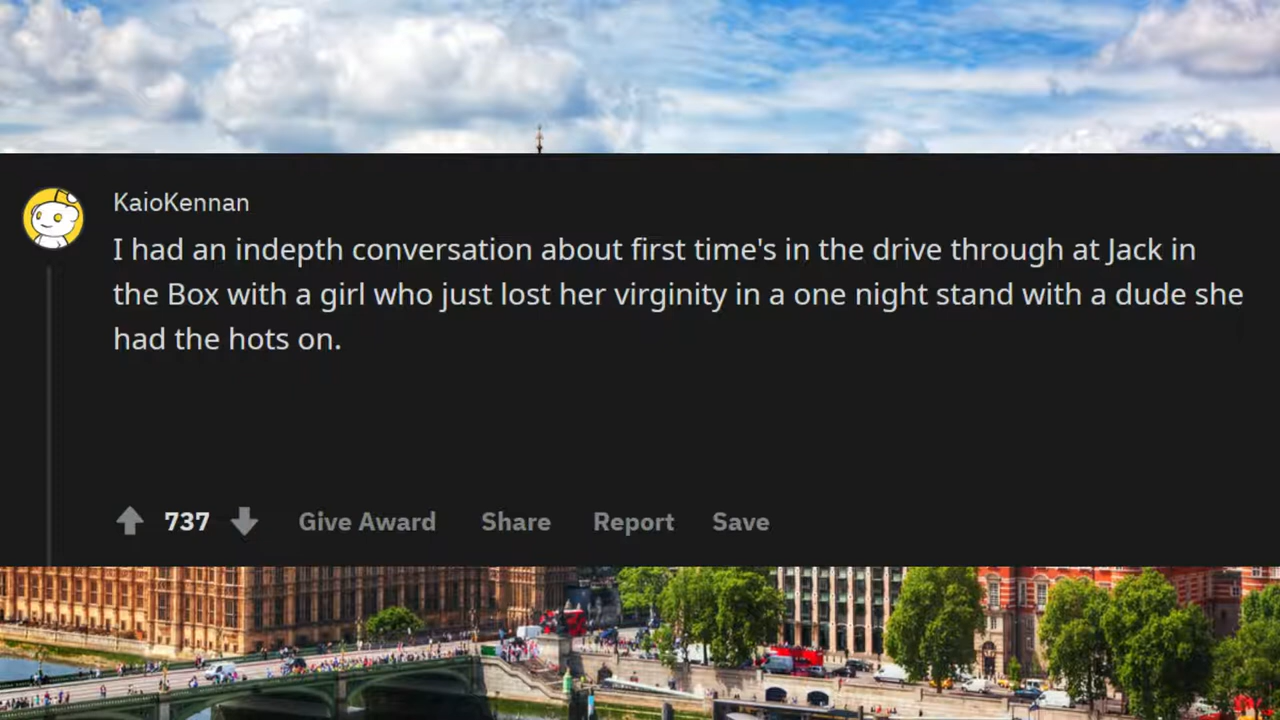 KaioKennan
I had an indepth conversation about first time's in the drive through at Jack in
the Box with a girl who just lost her virginity in a one night stand with a dude she
had the hots on.
737 Give Award Share Report Save